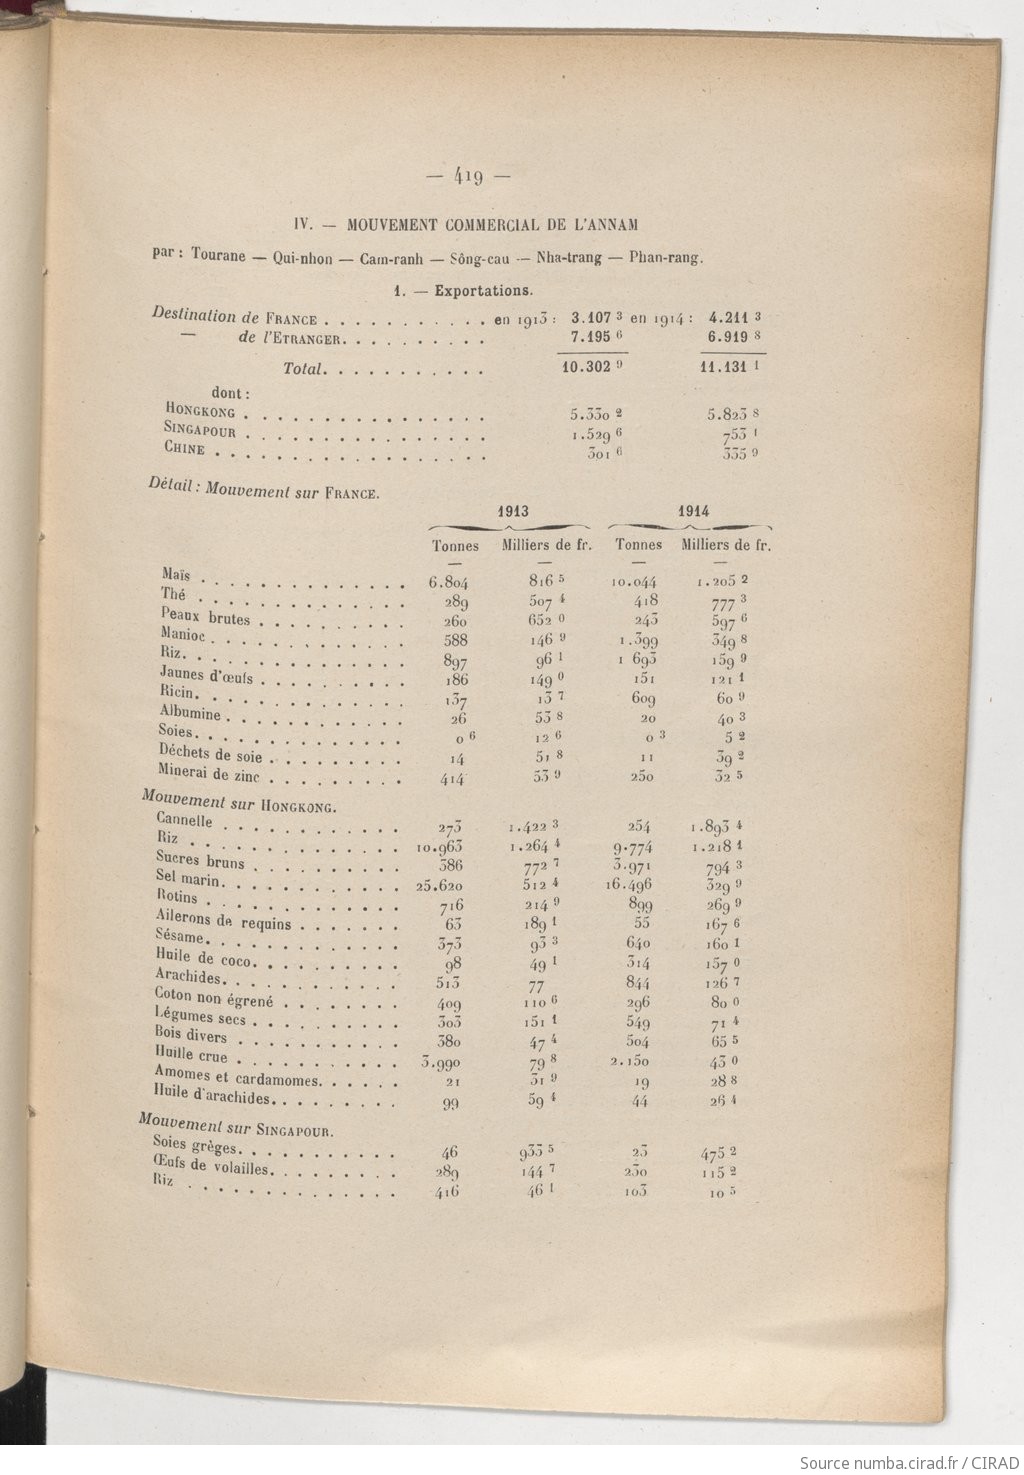 — 419 —
IV. — MOUVEMENT COMMERCIAL DE L'ANNAM
par : Tourane — Qui-nhon — Cam-ranh — Sông-cau — Nha-trang — Phan-rang.
1. — Exportations.
Destination de FRANCE . . . . . . . . . . . en 1913 : 3.107 3 en 1914 : 4.211 3
— de l'ETRANGER. . . . . . . . . . 7.195 6 6.919 8
Total. . . . . . . . . . . 10.302 9 11.131 1
dont :
HONGKONG . . . . . . . . . . . . . . . . 5.330 2 5.823 8
SINGAPOUR . . . . . . . . . . . . . . . . 1.529 6 753 1
CHINE . . . . . . . . . . . . . . . . . . 301 6 335 9
Détail : Mouvement sur FRANCE.
1913 1914
Tonnes Milliers de fr. Tonnes Milliers de fr.
— — — —
Maïs . . . . . . . . . . . . . 6.804 816 5 10.044 1.205 2
Thé . . . . . . . . . . . . . 289 507 4 418 777 3
Peaux brutes . . . . . . . . . . 260 652 0 243 597 6
Manioc . . . . . . . . . . . . . 588 146 9 1.399 349 8
Riz. . . . . . . . . . . . . . . 897 96 1 1 693 159 9
Jaunes d'œufs . . . . . . . . . . 186 149 0 151 121 1
Ricin. . . . . . . . . . . . . . 137 13 7 609 60 9
Albumine . . . . . . . . . . . . 26 53 8 20 40 3
Soies. . . . . . . . . . . . . . 0 6 12 6 0 3 5 2
Déchets de soie . . . . . . . . . 14 51 8 11 39 2
Minerai de zinc . . . . . . . . . 414 53 9 250 32 5
Mouvement sur HONGKONG.
Cannelle . . . . . . . . . . . . 273 1.422 3 254 1.893 4
Riz . . . . . . . . . . . . . . 10.963 1.264 4 9.774 1.218 1
Sucres bruns . . . . . . . . . . 386 772 7 3.971 794 3
Sel marin. . . . . . . . . . . . 25.620 512 4 16.496 329 9
Rotins . . . . . . . . . . . . . 716 214 9 899 269 9
Ailerons de requins . . . . . . . 63 189 1 55 167 6
Sésame. . . . . . . . . . . . . 373 93 3 640 160 1
Huile de coco. . . . . . . . . . 98 49 1 314 157 0
Arachides. . . . . . . . . . . . 513 77 844 126 7
Coton non égrené . . . . . . . . 409 110 6 296 80 0
Légumes secs . . . . . . . . . . 303 151 1 549 71 4
Bois divers . . . . . . . . . . . 380 47 4 504 65 5
Huille crue . . . . . . . . . . . 3.990 79 8 2.150 43 0
Amomes et cardamomes. . . . . . 21 31 9 19 28 8
Huile d'arachides. . . . . . . . . 99 59 4 44 26 4
Mouvement sur SINGAPOUR.
Soies grèges. . . . . . . . . . . 46 933 5 23 475 2
Œufs de volailles. . . . . . . . . 289 144 7 230 115 2
Riz . . . . . . . . . . . . . . 416 46 1 103 10 5
Source numba.cirad.fr / CIRAD